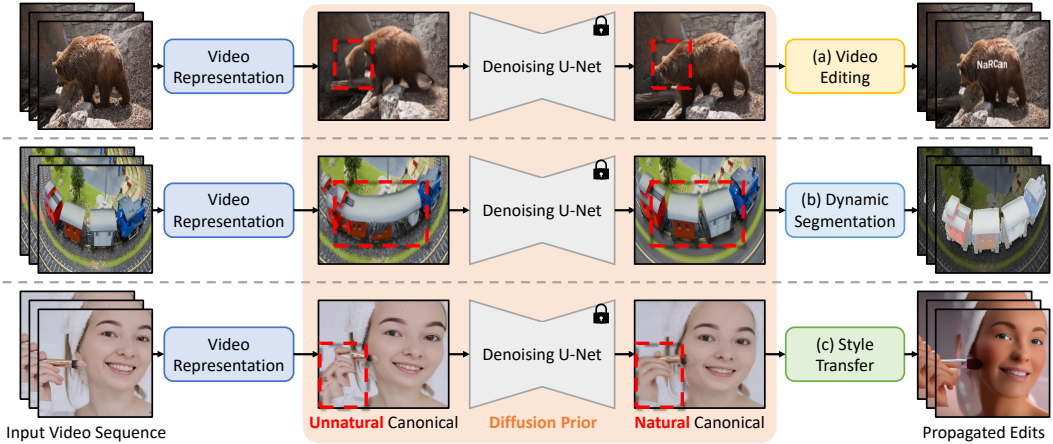 Video
Representation
Denoising U-Net
(a) Video
Editing
NaRCan
Video
Representation
Denoising U-Net
(b) Dynamic
Segmentation
Video
Representation
Denoising U-Net
(c) Style
Transfer
Input Video Sequence
Unnatural Canonical
Diffusion Prior
Natural Canonical
Propagated Edits